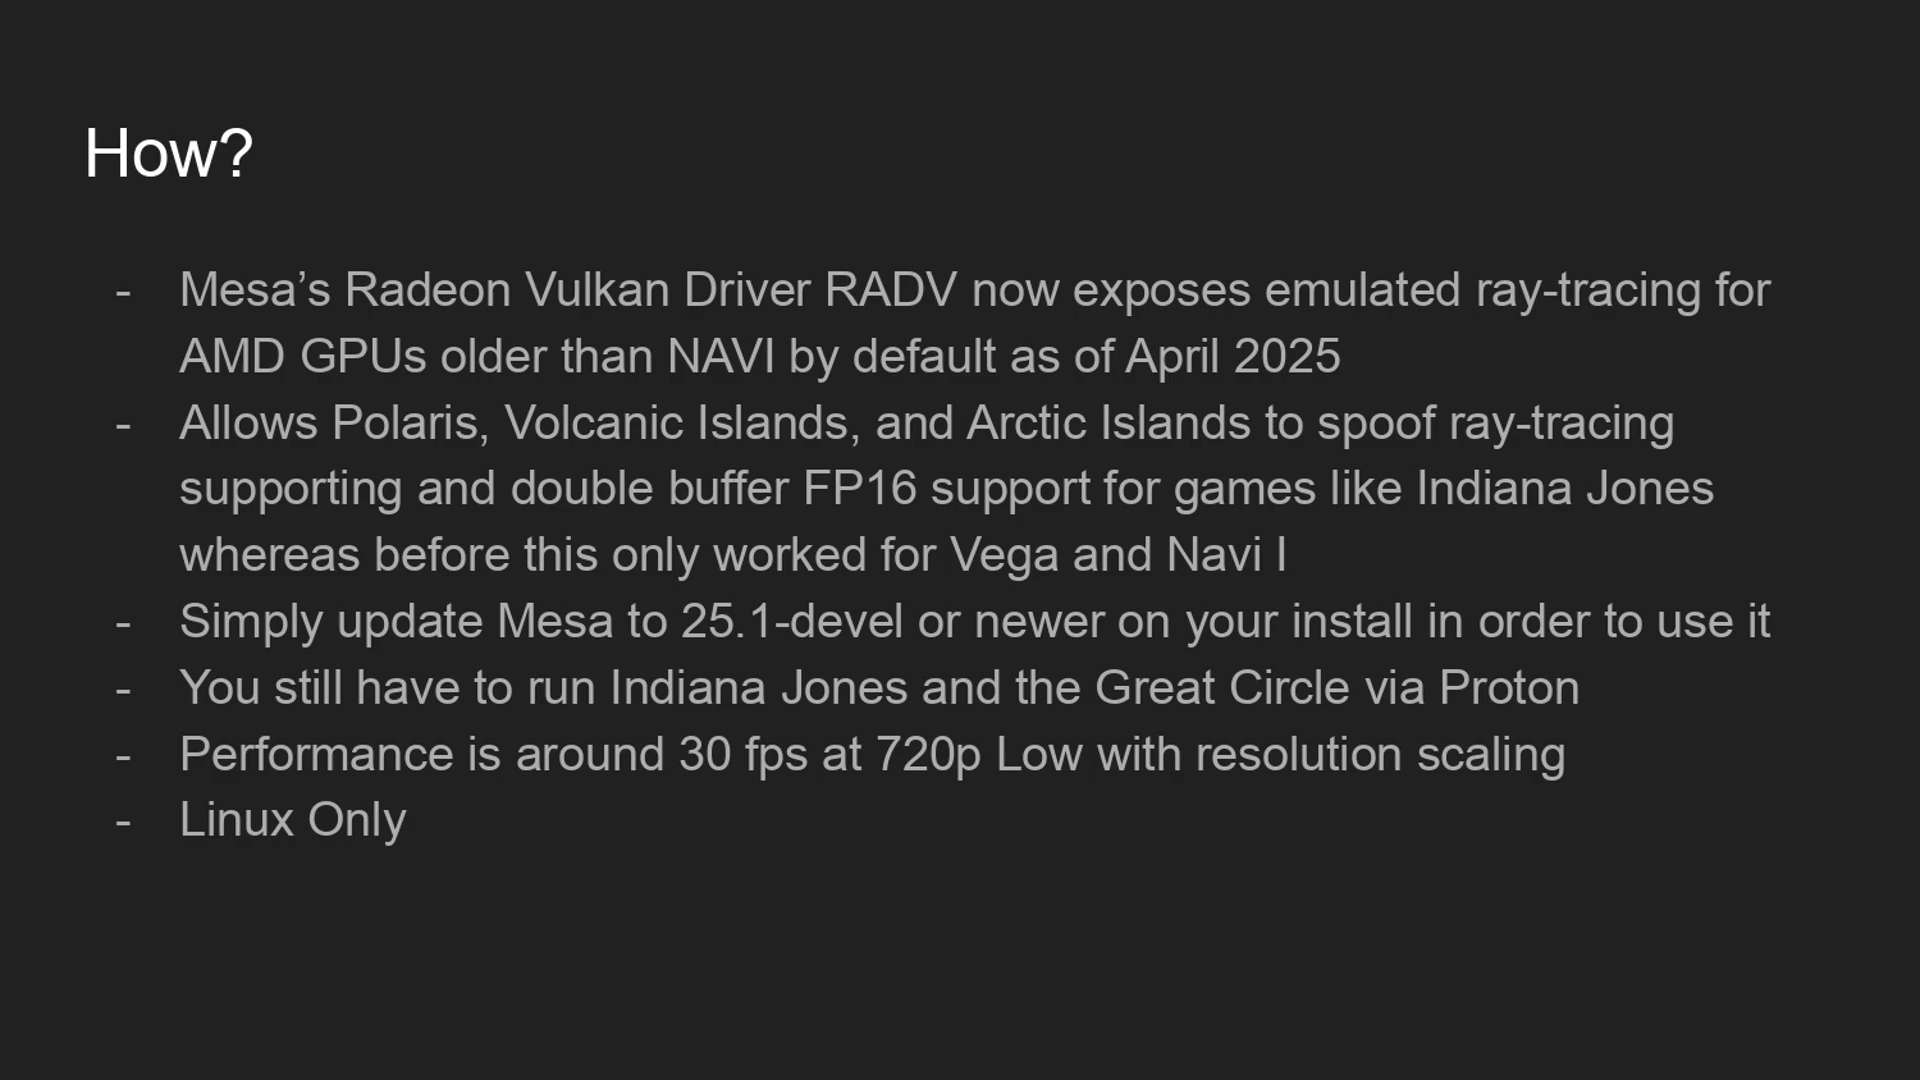 How?
- Mesa’s Radeon Vulkan Driver RADV now exposes emulated ray-tracing for
AMD GPUs older than NAVI by default as of April 2025
- Allows Polaris, Volcanic Islands, and Arctic Islands to spoof ray-tracing
supporting and double buffer FP16 support for games like Indiana Jones
whereas before this only worked for Vega and Navi I
- Simply update Mesa to 25.1-devel or newer on your install in order to use it
- You still have to run Indiana Jones and the Great Circle via Proton
- Performance is around 30 fps at 720p Low with resolution scaling
- Linux Only